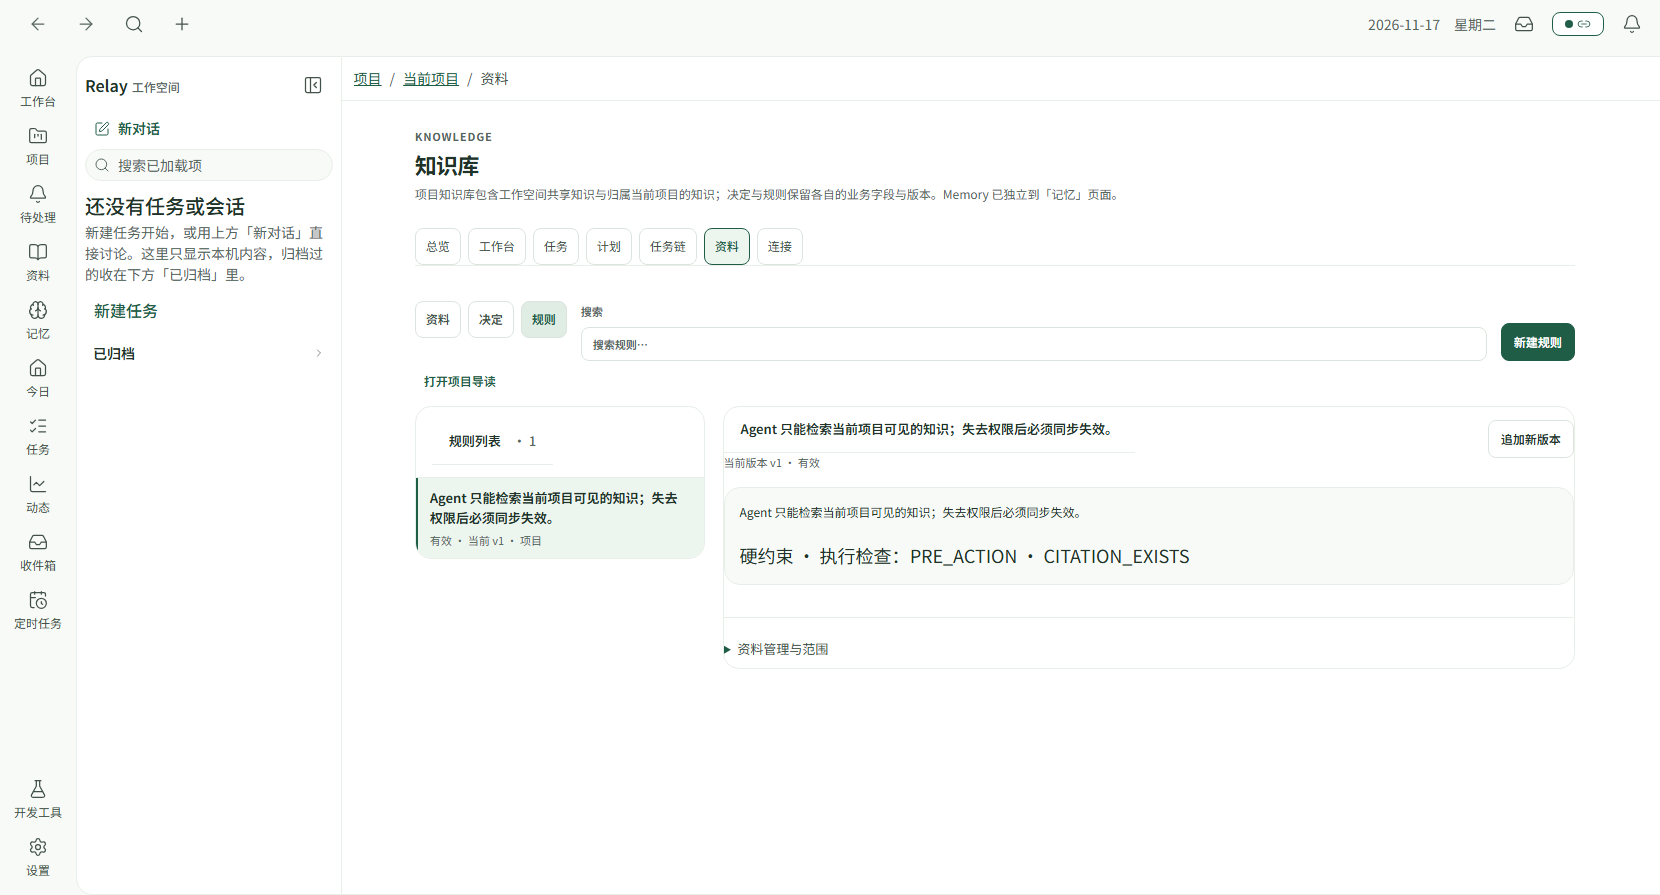 2026-11-17 星期二
工作台
项目
待处理
资料
记忆
今日
任务
动态
收件箱
定时任务
开发工具
设置
Relay 工作空间
新对话
搜索已加载项
还没有任务或会话
新建任务开始，或用上方「新对话」直
接讨论。这里只显示本机内容，归档过
的收在下方「已归档」里。
新建任务
已归档
项目 / 当前项目 / 资料
KNOWLEDGE
知识库
项目知识库包含工作空间共享知识与归属当前项目的知识；决定与规则保留各自的业务字段与版本。Memory 已独立到「记忆」页面。
总览 工作台 任务 计划 任务链 资料 连接
资料 决定 规则
搜索
搜索规则…
新建规则
打开项目导读
规则列表 • 1
Agent 只能检索当前项目可见的知识；失去
权限后必须同步失效。
有效 • 当前 v1 • 项目
Agent 只能检索当前项目可见的知识；失去权限后必须同步失效。
追加新版本
当前版本 v1 • 有效
Agent 只能检索当前项目可见的知识；失去权限后必须同步失效。
硬约束 • 执行检查：PRE_ACTION • CITATION_EXISTS
资料管理与范围